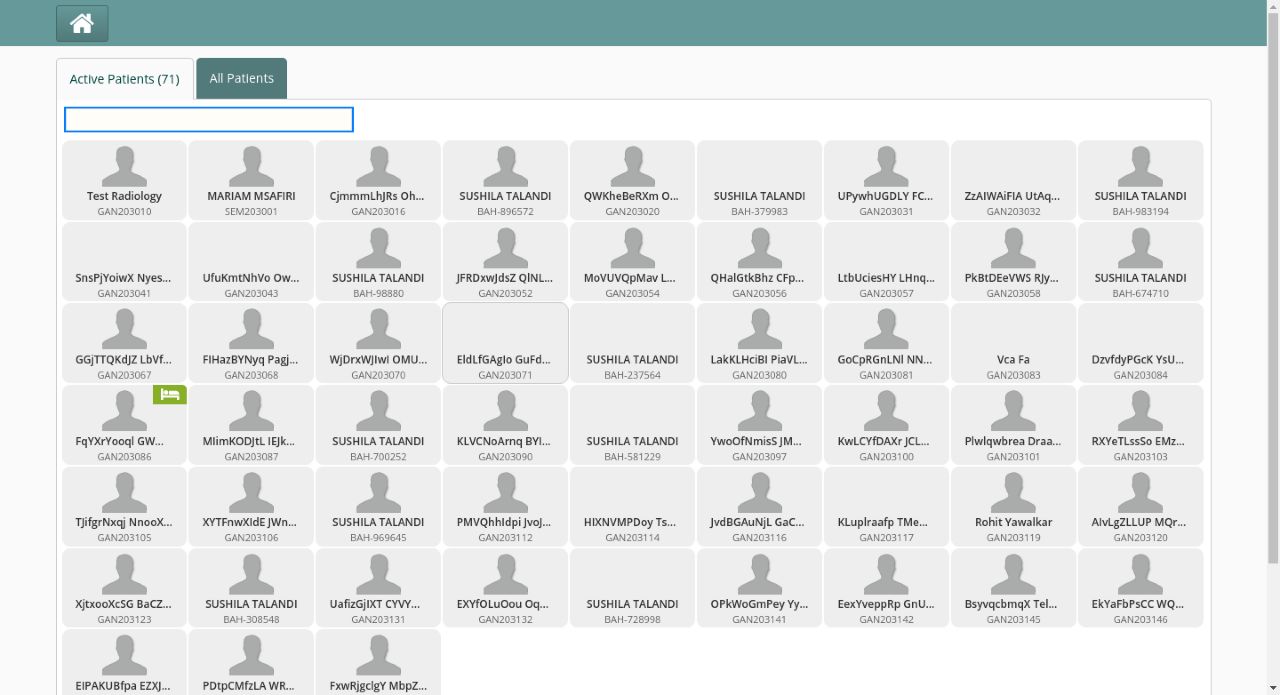 Active Patients (71)
All Patients
Test Radiology
GAN203010
MARIAM MSAFIRI
SEM203001
CjmmmLhJRs Oh...
GAN203016
SUSHILA TALANDI
BAH-896572
QWKheBeRXm O...
GAN203020
SUSHILA TALANDI
BAH-379983
UPywhUGDLY FC...
GAN203031
ZzAIWAiFIA UtAq...
GAN203032
SUSHILA TALANDI
BAH-983194
SnsPjYoiwX Nyes...
GAN203041
UfuKmtNhVo Ow...
GAN203043
SUSHILA TALANDI
BAH-98880
JFRDxwJdsZ QlNL...
GAN203052
MoVUVQpMav L...
GAN203054
QHalGtkBhz CFp...
GAN203056
LtbUciesHY LHnq...
GAN203057
PkBtDEeVWS RJy...
GAN203058
SUSHILA TALANDI
BAH-674710
GGjTTQKdJZ LbVf...
GAN203067
FIHazBYNyq Pagj...
GAN203068
WjDrxWJIwI OMU...
GAN203070
EldLfGAgIo GuFd...
GAN203071
SUSHILA TALANDI
BAH-237564
LakKLHciBI PiaVL...
GAN203080
GoCpRGnLNl NN...
GAN203081
Vca Fa
GAN203083
DzvfdyPGcK YsU...
GAN203084
FqYXrYooql GW...
GAN203086
MIimKODJtL IEJk...
GAN203087
SUSHILA TALANDI
BAH-700252
KLVCNoArnq BYI...
GAN203090
SUSHILA TALANDI
BAH-581229
YwoOfNmisS JM...
GAN203097
KwLCYfDAXr JCL...
GAN203100
Plwlqwbrea Draa...
GAN203101
RXYeTLssSo EMz...
GAN203103
TJifgrNxqj NnooX...
GAN203105
XYTFnwXIdE JWn...
GAN203106
SUSHILA TALANDI
BAH-969645
PMVQhhIdpi JvoJ...
GAN203112
HIXNVMPDoy Ts...
GAN203114
JvdBGAuNjL GaC...
GAN203116
KLuplraafp TMe...
GAN203117
Rohit Yawalkar
GAN203119
AIvLgZLLUP MQr...
GAN203120
XjtxooXcSG BaCZ...
GAN203123
SUSHILA TALANDI
BAH-308548
UafizGjIXT CYVY...
GAN203131
EXYfOLuOou Oq...
GAN203132
SUSHILA TALANDI
BAH-728998
OPkWoGmPey Yy...
GAN203141
EexYveppRp GnU...
GAN203142
BsyvqcbmqX Tel...
GAN203145
EkYaFbPsCC WQ...
GAN203146
EIPAKUBfpa EZXJ...
PDtpCMfzLA WR...
FxwRjgclgY MbpZ...